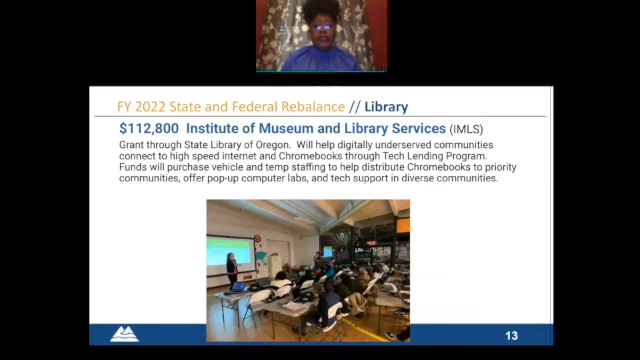 FY 2022 State and Federal Rebalance // Library
$112,800 Institute of Museum and Library Services (IMLS)
Grant through State Library of Oregon. Will help digitally underserved communities
connect to high speed internet and Chromebooks through Tech Lending Program.
Funds will purchase vehicle and temp staffing to help distribute Chromebooks to priority
communities, offer pop-up computer labs, and tech support in diverse communities.
13